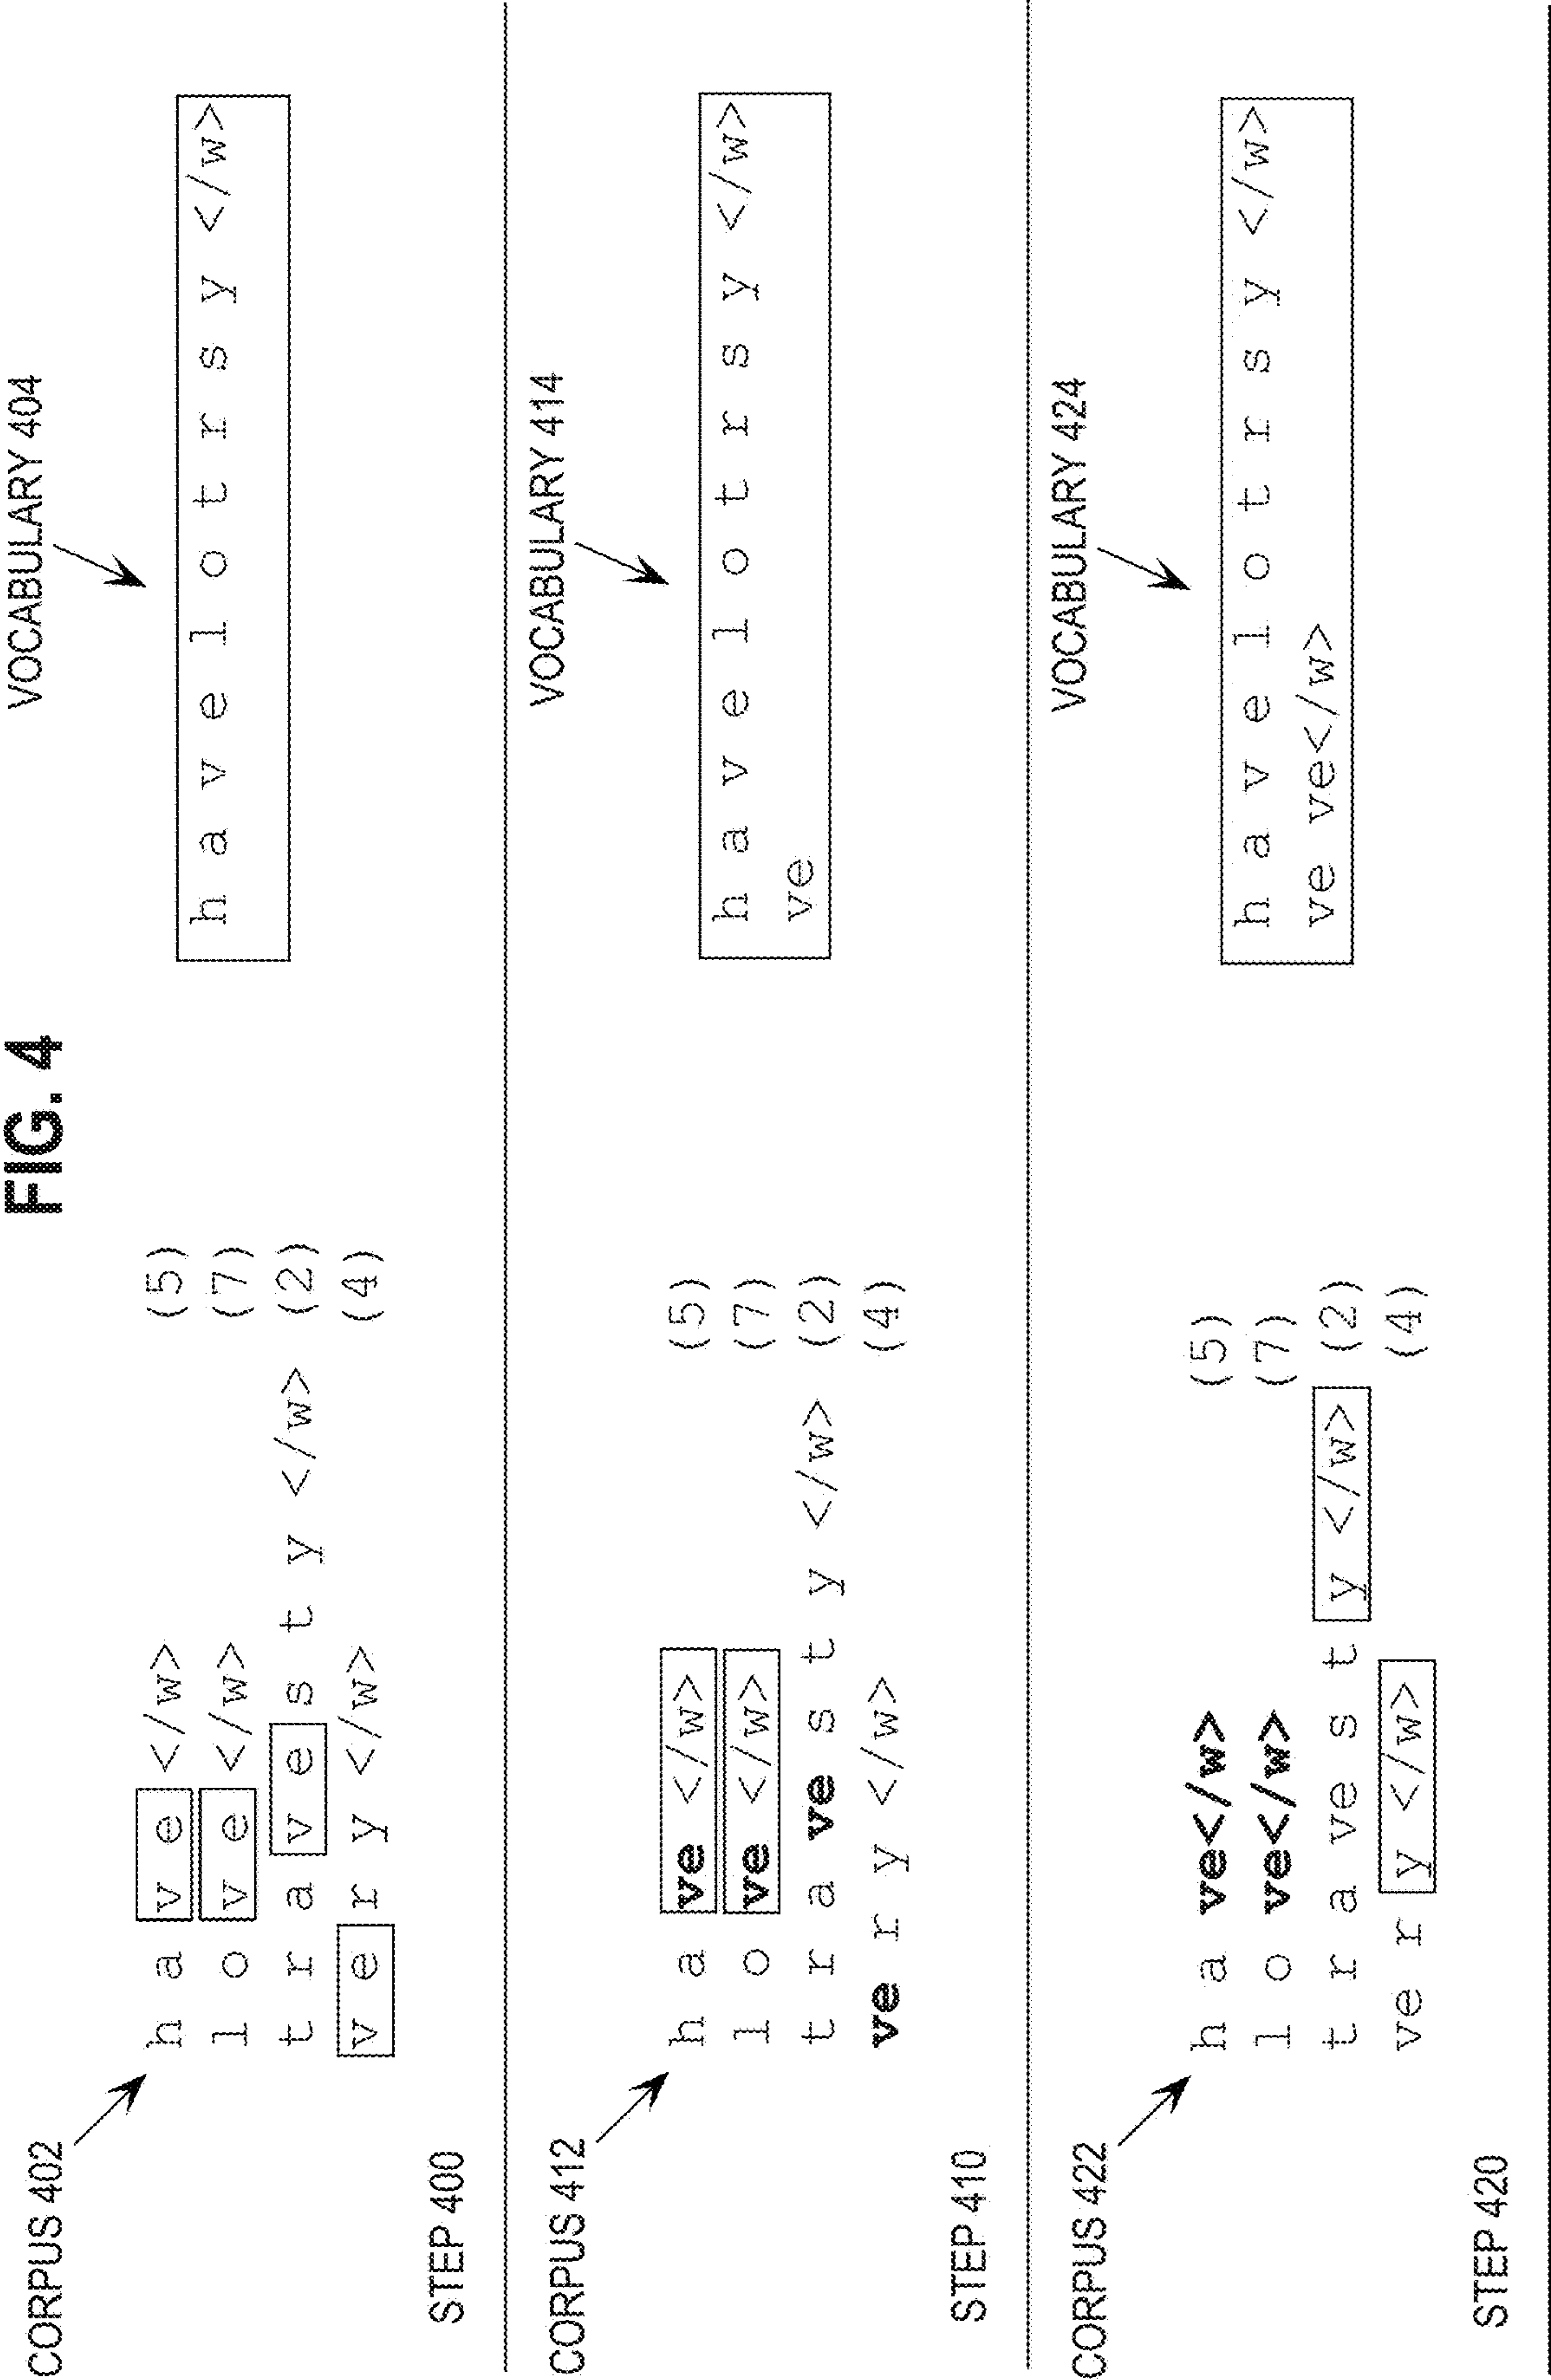 FIG. 4
CORPUS 402
VOCABULARY 404
h a v e </w> (5)
l o v e </w> (7)
t r a v e s t y </w> (2)
v e r y </w> (4)
h a v e l o t r s y </w>
STEP 400
CORPUS 412
VOCABULARY 414
h a ve </w> (5)
l o ve </w> (7)
t r a ve s t y </w> (2)
ve r y </w> (4)
h a v e l o t r s y </w>
ve
STEP 410
CORPUS 422
VOCABULARY 424
h a ve</w> (5)
l o ve</w> (7)
t r a ve s t y </w> (2)
ve r y </w> (4)
h a v e l o t r s y </w>
ve ve</w>
STEP 420